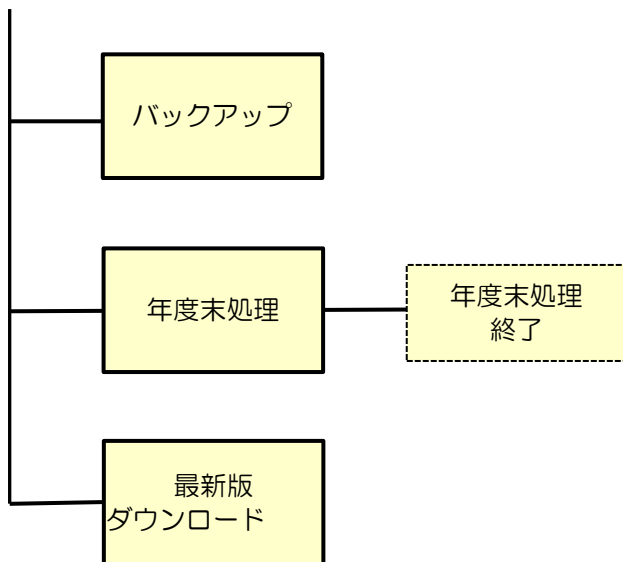 バックアップ
年度末処理
年度末処理
終了
最新版
ダウンロード